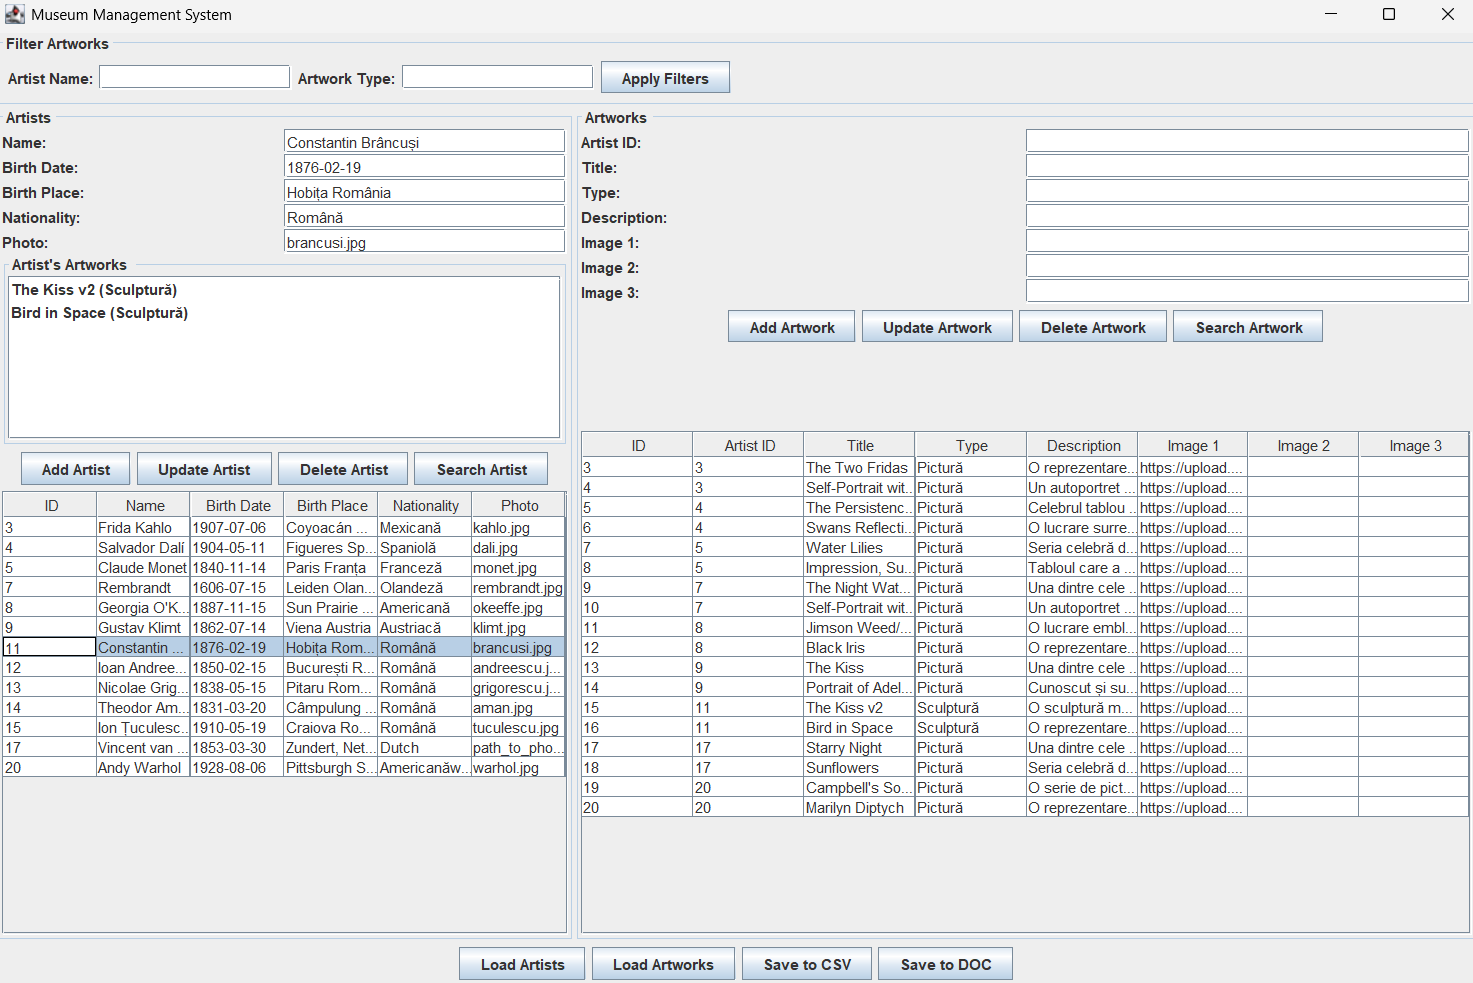 Museum Management System
Filter Artworks
Artist Name: Artwork Type: Apply Filters
Artists
Name: Constantin Brâncuși
Birth Date: 1876-02-19
Birth Place: Hobița România
Nationality: Română
Photo: brancusi.jpg
Artist's Artworks
The Kiss v2 (Sculptură)
Bird in Space (Sculptură)
Add Artist Update Artist Delete Artist Search Artist
ID Name Birth Date Birth Place Nationality Photo
3 Frida Kahlo 1907-07-06 Coyoacán ... Mexicană kahlo.jpg
4 Salvador Dalí 1904-05-11 Figueres Sp... Spaniolă dali.jpg
5 Claude Monet 1840-11-14 Paris Franța Franceză monet.jpg
7 Rembrandt 1606-07-15 Leiden Olan... Olandeză rembrandt.jpg
8 Georgia O'K... 1887-11-15 Sun Prairie ... Americană okeeffe.jpg
9 Gustav Klimt 1862-07-14 Viena Austria Austriacă klimt.jpg
11 Constantin ... 1876-02-19 Hobița Rom... Română brancusi.jpg
12 Ioan Andree... 1850-02-15 București R... Română andreescu.j...
13 Nicolae Grig... 1838-05-15 Pitaru Rom... Română grigorescu.j...
14 Theodor Am... 1831-03-20 Câmpulung ... Română aman.jpg
15 Ion Țuculesc... 1910-05-19 Craiova Ro... Română tuculescu.jpg
17 Vincent van ... 1853-03-30 Zundert, Net... Dutch path_to_pho...
20 Andy Warhol 1928-08-06 Pittsburgh S... Americanăw... warhol.jpg
Artworks
Artist ID:
Title:
Type:
Description:
Image 1:
Image 2:
Image 3:
Add Artwork Update Artwork Delete Artwork Search Artwork
ID Artist ID Title Type Description Image 1 Image 2 Image 3
3 3 The Two Fridas Pictură O reprezentare... https://upload....
4 3 Self-Portrait wit... Pictură Un autoportret ... https://upload....
5 4 The Persistenc... Pictură Celebrul tablou ... https://upload....
6 4 Swans Reflecti... Pictură O lucrare surre... https://upload....
7 5 Water Lilies Pictură Seria celebră d... https://upload....
8 5 Impression, Su... Pictură Tabloul care a ... https://upload....
9 7 The Night Wat... Pictură Una dintre cele ... https://upload....
10 7 Self-Portrait wit... Pictură Un autoportret ... https://upload....
11 8 Jimson Weed/... Pictură O lucrare embl... https://upload....
12 8 Black Iris Pictură O reprezentare... https://upload....
13 9 The Kiss Pictură Una dintre cele ... https://upload....
14 9 Portrait of Adel... Pictură Cunoscut și su... https://upload....
15 11 The Kiss v2 Sculptură O sculptură m... https://upload....
16 11 Bird in Space Sculptură O reprezentare... https://upload....
17 17 Starry Night Pictură Una dintre cele ... https://upload....
18 17 Sunflowers Pictură Seria celebră d... https://upload....
19 20 Campbell's So... Pictură O serie de pict... https://upload....
20 20 Marilyn Diptych Pictură O reprezentare... https://upload....
Load Artists Load Artworks Save to CSV Save to DOC